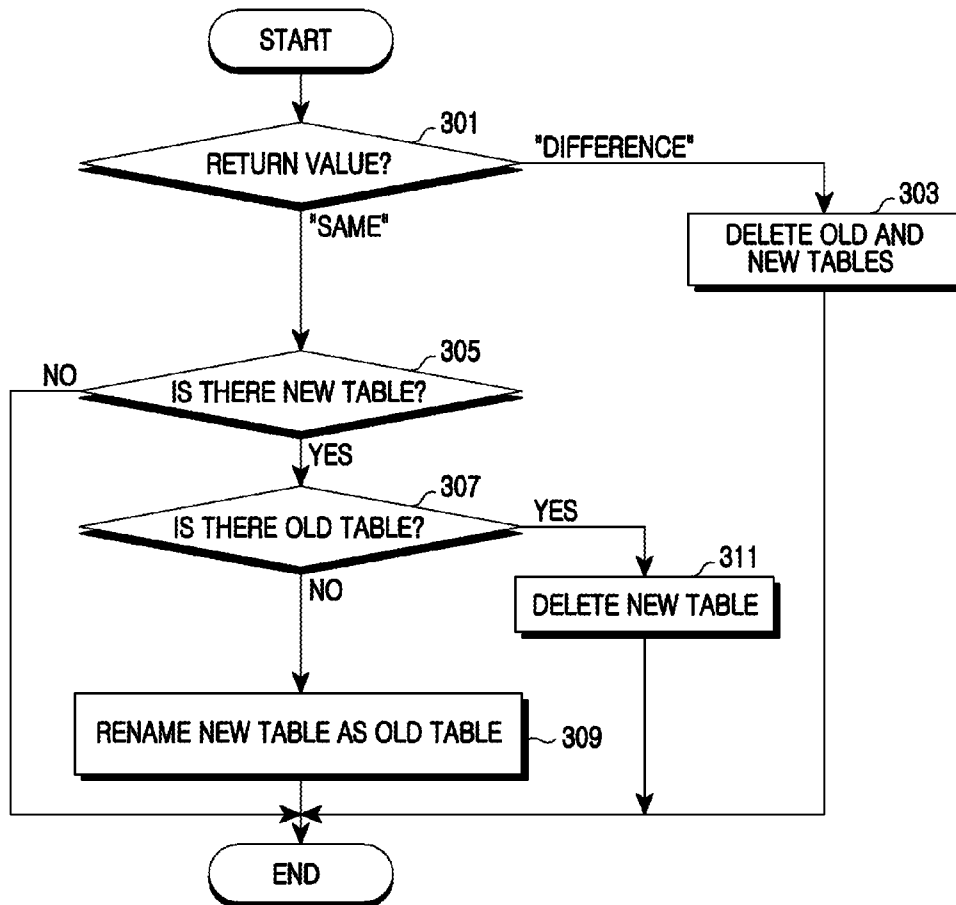 START
301
RETURN VALUE?
"DIFFERENCE"
"SAME"
303
DELETE OLD AND
NEW TABLES
305
NO
IS THERE NEW TABLE?
YES
307
IS THERE OLD TABLE?
YES
NO
311
DELETE NEW TABLE
RENAME NEW TABLE AS OLD TABLE
309
END